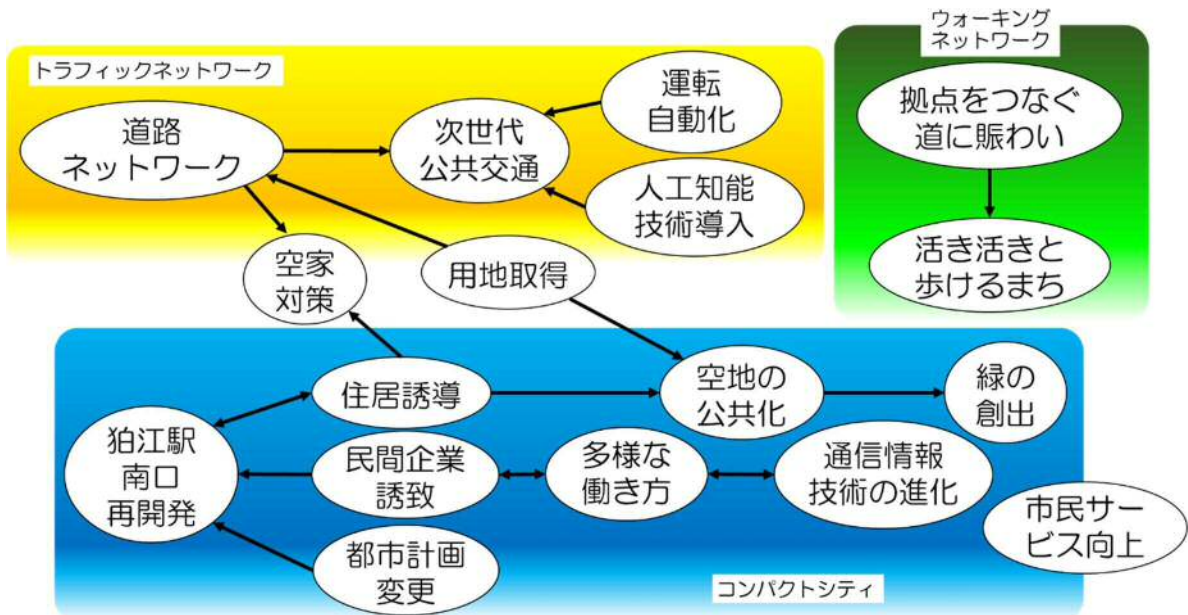 トラフィックネットワーク
道路
ネットワーク
次世代
公共交通
運転
自動化
人工知能
技術導入
空家
対策
用地取得
ウォーキング
ネットワーク
拠点をつなぐ
道に賑わい
活き活きと
歩けるまち
住居誘導
空地の
公共化
緑の
創出
狛江駅
南口
再開発
民間企業
誘致
多様な
働き方
通信情報
技術の進化
都市計画
変更
市民サー
ビス向上
コンパクトシティ